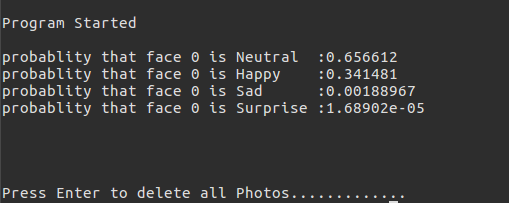 Program Started
probablity that face 0 is Neutral  :0.656612
probablity that face 0 is Happy    :0.341481
probablity that face 0 is Sad      :0.00188967
probablity that face 0 is Surprise :1.68902e-05
Press Enter to delete all Photos..............